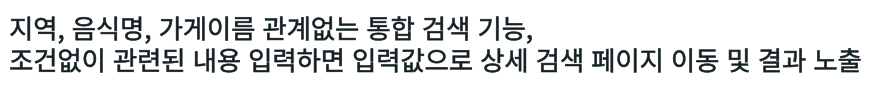 지역, 음식명, 가게이름 관계없는 통합 검색 기능,
조건없이 관련된 내용 입력하면 입력값으로 상세 검색 페이지 이동 및 결과 노출